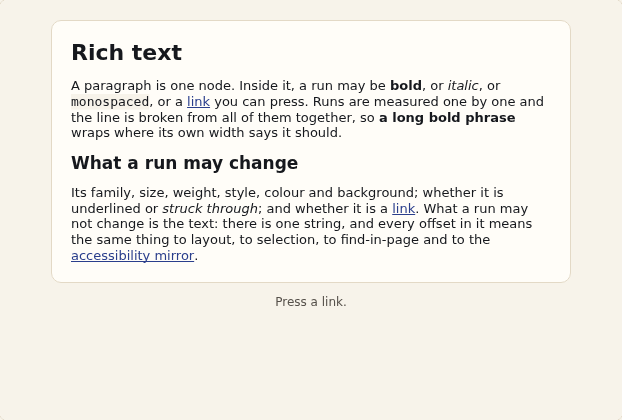 Rich text
A paragraph is one node. Inside it, a run may be bold, or italic, or
monospaced, or a link you can press. Runs are measured one by one and
the line is broken from all of them together, so a long bold phrase
wraps where its own width says it should.
What a run may change
Its family, size, weight, style, colour and background; whether it is
underlined or struck through; and whether it is a link. What a run may
not change is the text: there is one string, and every offset in it means
the same thing to layout, to selection, to find-in-page and to the
accessibility mirror.
Press a link.